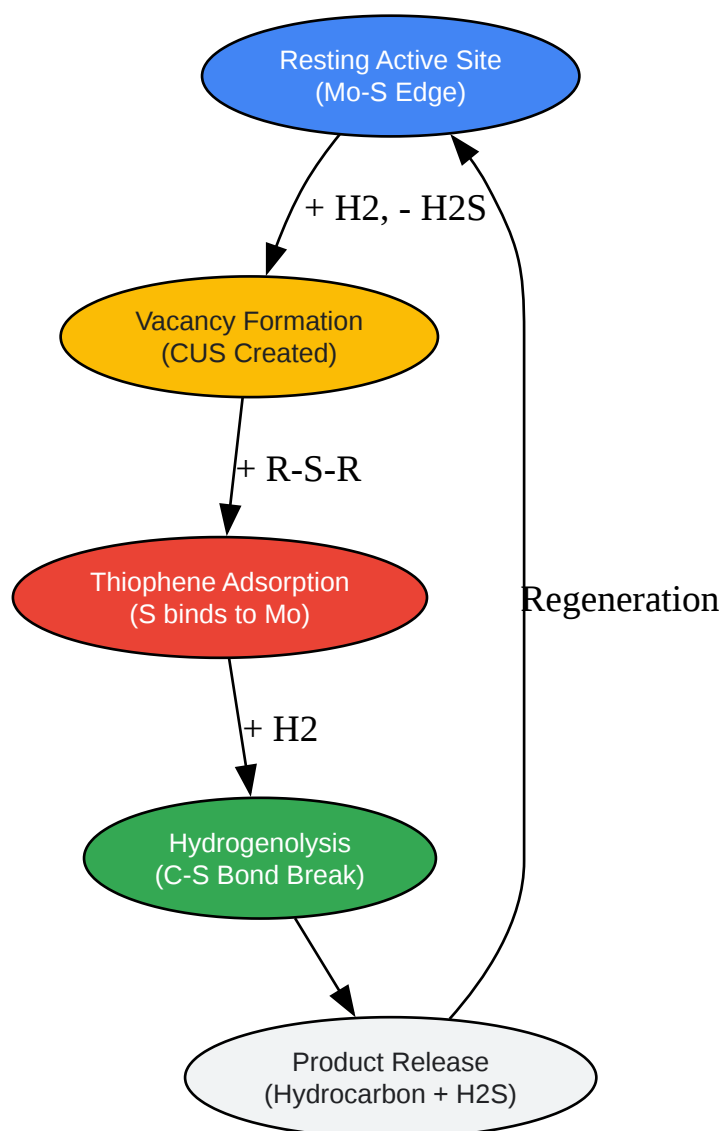 Resting Active Site
(Mo-S Edge)
+ H2, - H2S
Vacancy Formation
(CUS Created)
+ R-S-R
Thiophene Adsorption
(S binds to Mo)
Regeneration
+ H2
Hydrogenolysis
(C-S Bond Break)
Product Release
(Hydrocarbon + H2S)